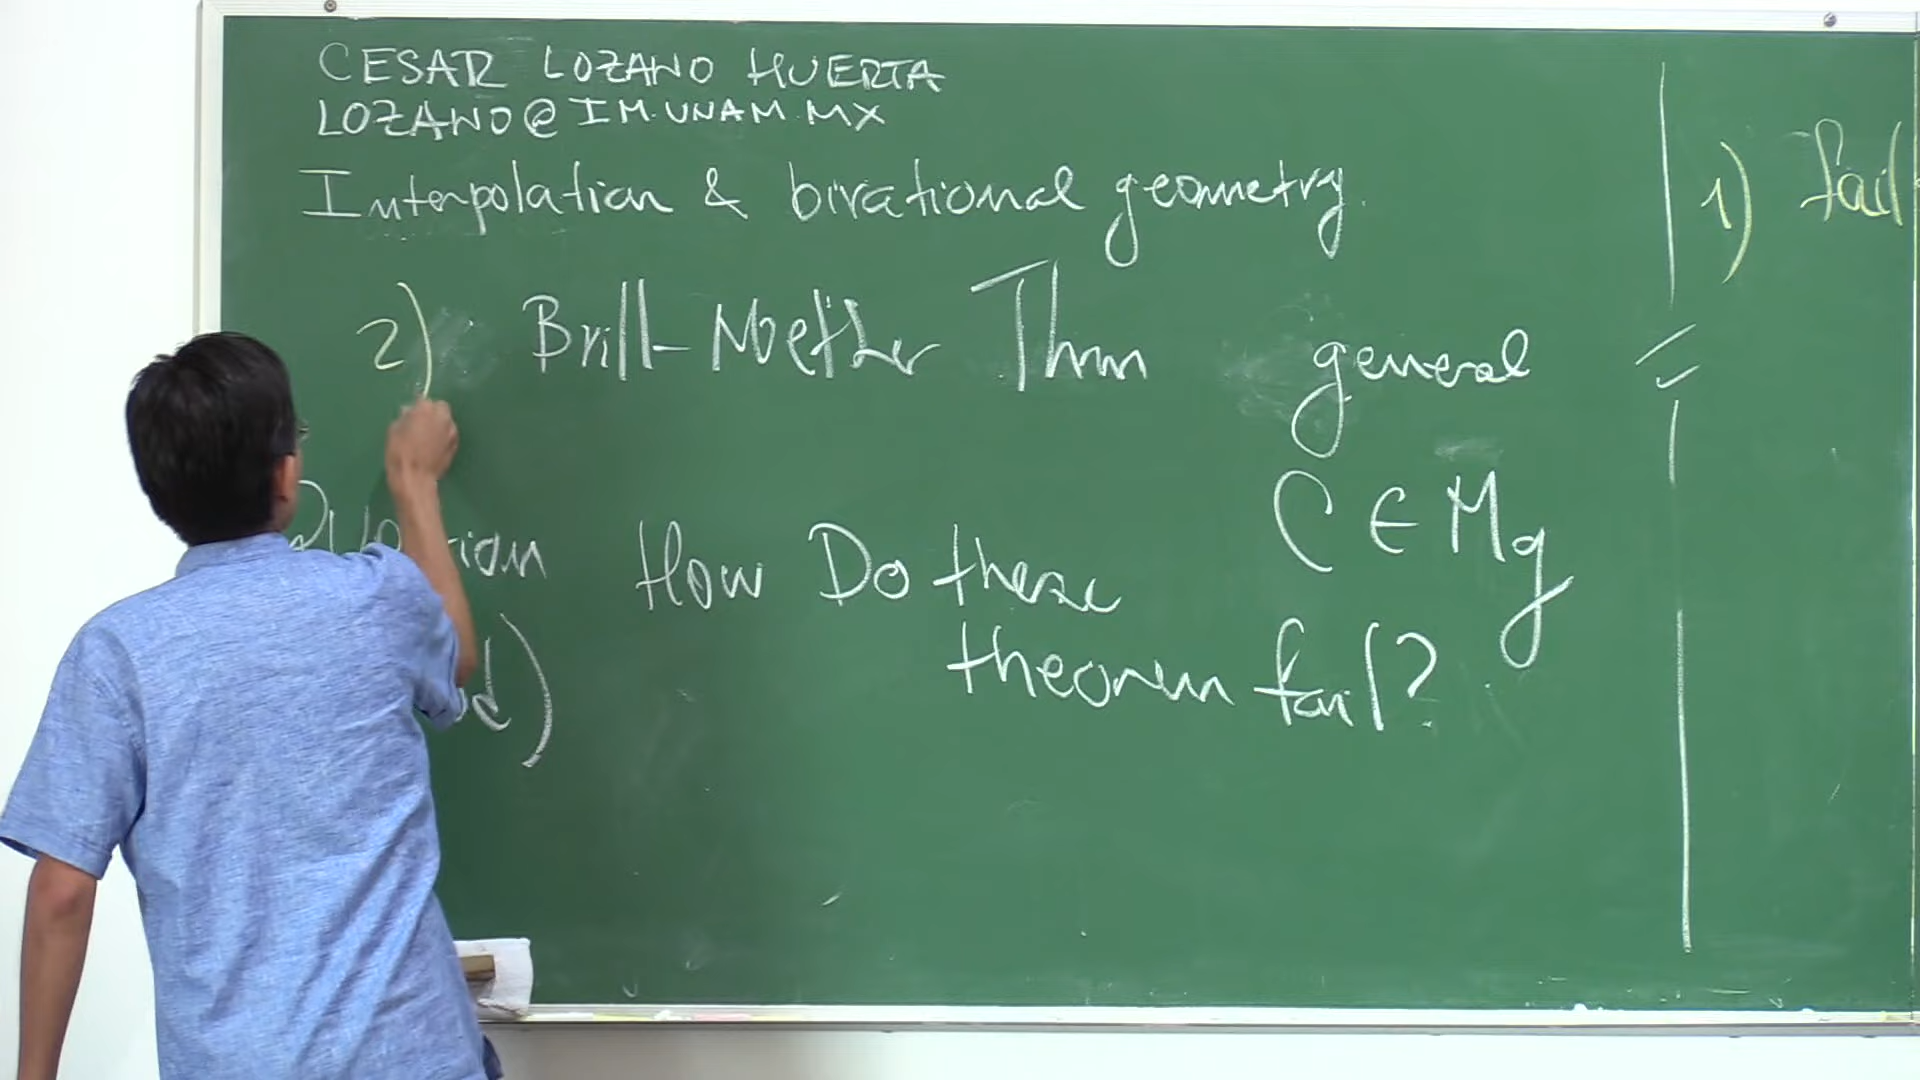 CESAR LOZANO HUERTA
LOZANO@IM.UNAM.MX
Interpolation & birational geometry.
2) Brill-Noether Thm general
C ∈ Mg
How Do these
theorem fail?
1) fail